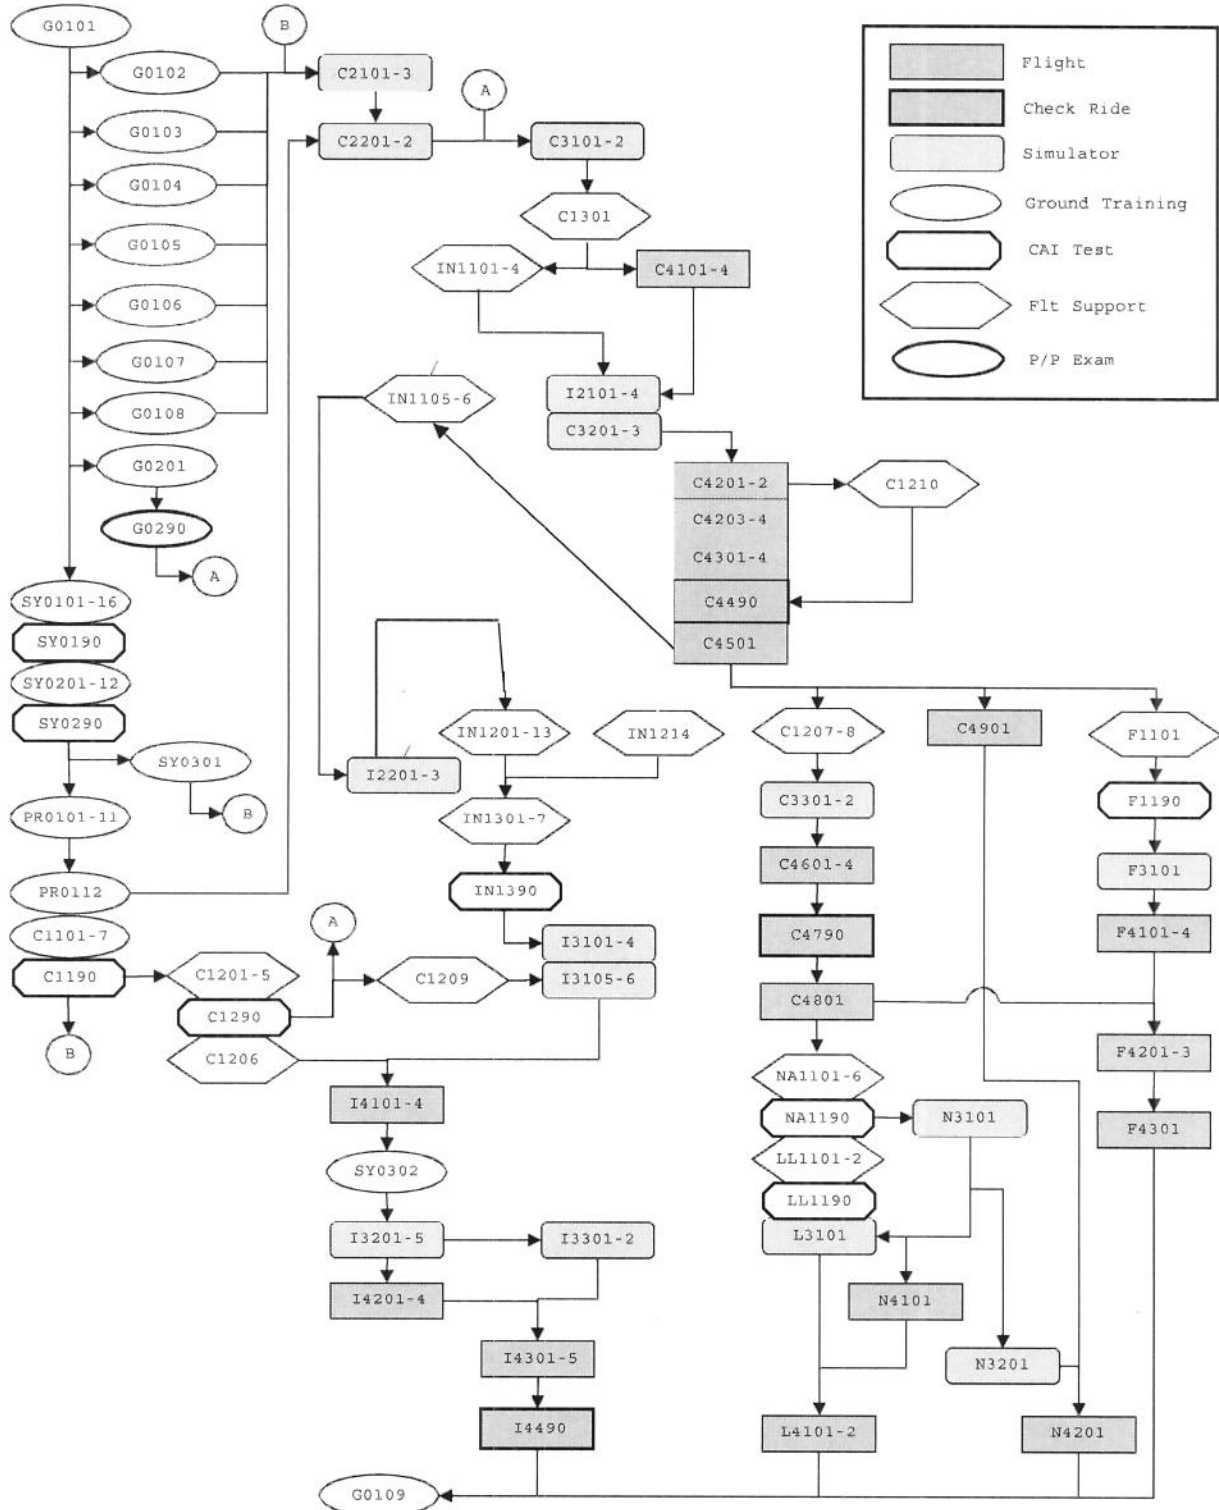 G0101
B
G0102
C2101-3
A
G0103
C2201-2
C3101-2
G0104
C1301
G0105
IN1101-4
C4101-4
G0106
G0107
I2101-4
IN1105-6
G0108
C3201-3
G0201
C4201-2
C1210
G0290
C4203-4
C4301-4
A
SY0101-16
C4490
SY0190
C4501
SY0201-12
SY0290
SY0301
B
IN1201-13
IN1214
C1207-8
C4901
F1101
I2201-3
C3301-2
F1190
PR0101-11
IN1301-7
C4601-4
F3101
PR0112
IN1390
A
C4790
F4101-4
C1101-7
I3101-4
C1190
C1201-5
C1209
I3105-6
C4801
C1290
B
C1206
F4201-3
NA1101-6
I4101-4
NA1190
N3101
F4301
LL1101-2
SY0302
LL1190
I3201-5
I3301-2
L3101
I4201-4
N4101
I4301-5
N3201
I4490
L4101-2
N4201
G0109
Flight
Check Ride
Simulator
Ground Training
CAI Test
Flt Support
P/P Exam